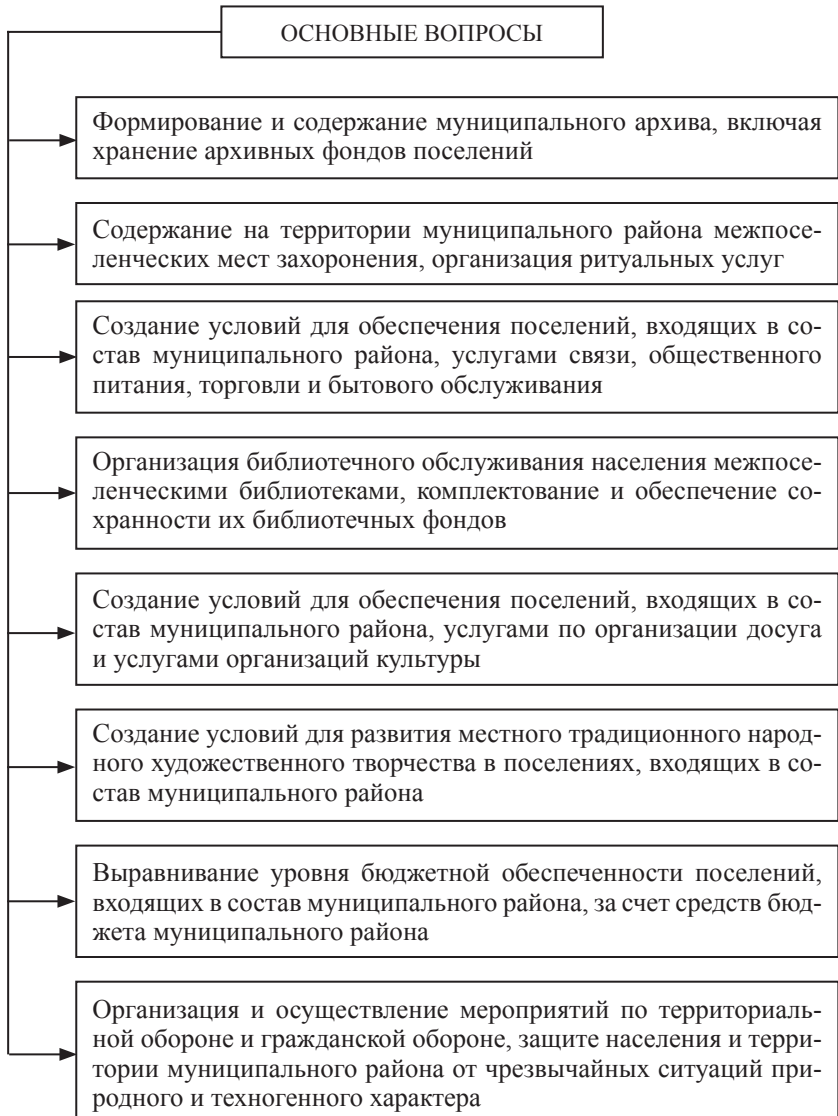 ОСНОВНЫЕ ВОПРОСЫ
Формирование и содержание муниципального архива, включая
хранение архивных фондов поселений
Содержание на территории муниципального района межпосе-
ленческих мест захоронения, организация ритуальных услуг
Создание условий для обеспечения поселений, входящих в со-
став муниципального района, услугами связи, общественного
питания, торговли и бытового обслуживания
Организация библиотечного обслуживания населения межпосе-
ленческими библиотеками, комплектование и обеспечение со-
хранности их библиотечных фондов
Создание условий для обеспечения поселений, входящих в со-
став муниципального района, услугами по организации досуга
и услугами организаций культуры
Создание условий для развития местного традиционного народ-
ного художественного творчества в поселениях, входящих в со-
став муниципального района
Выравнивание уровня бюджетной обеспеченности поселений,
входящих в состав муниципального района, за счет средств бюд-
жета муниципального района
Организация и осуществление мероприятий по территориаль-
ной обороне и гражданской обороне, защите населения и терри-
тории муниципального района от чрезвычайных ситуаций при-
родного и техногенного характера